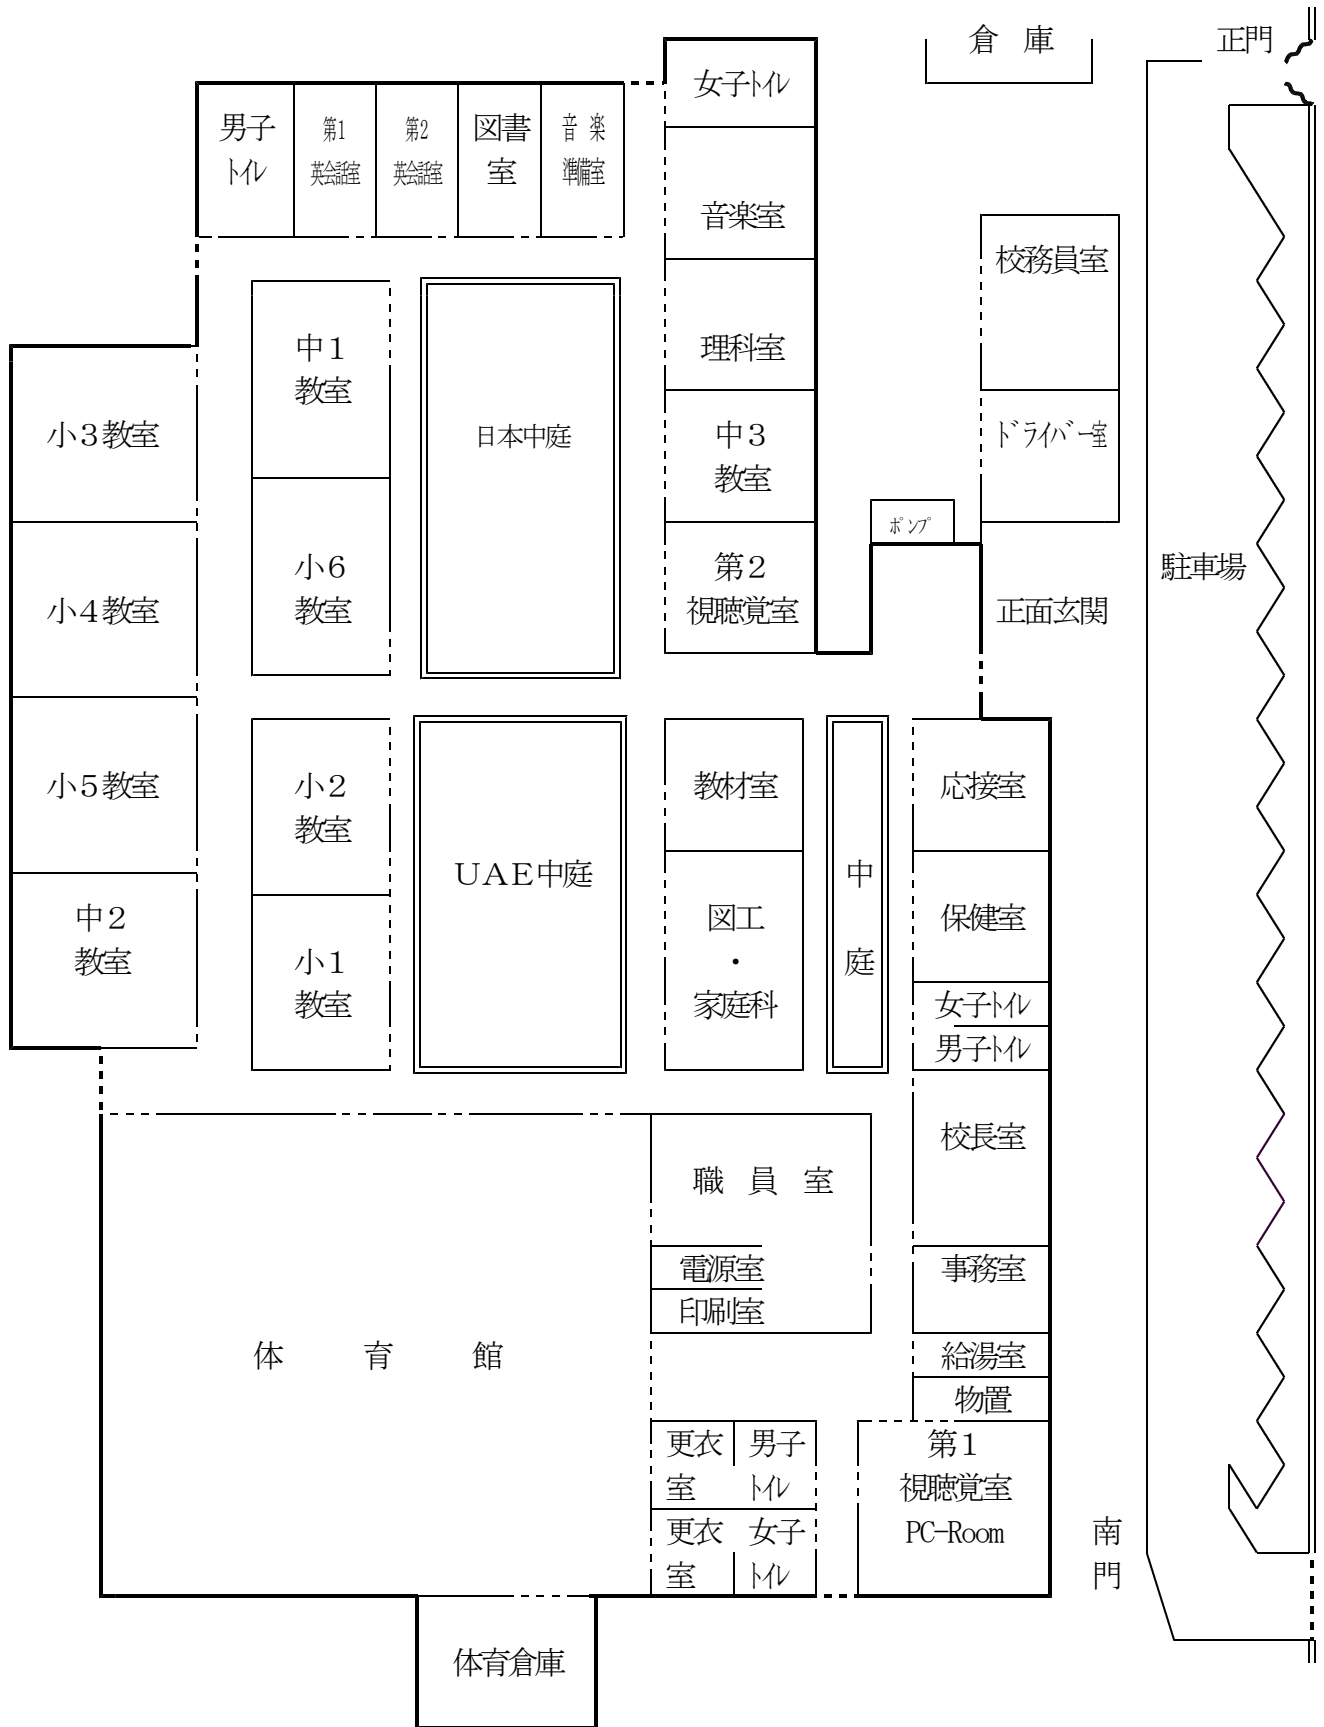 倉　庫
正門
女子トイレ
男子
トイレ
第1
英会話室
第2
英会話室
図書
室
音 楽
準備室
音楽室
校務員室
中１
教室
理科室
小３教室
日本中庭
中３
教室
ドライバー室
ポンプ
小６
教室
第２
視聴覚室
小４教室
正面玄関
駐車場
小５教室
小２
教室
教材室
応接室
UAE中庭
中
庭
中２
教室
小１
教室
図工
・
家庭科
保健室
女子トイレ
男子トイレ
校長室
職　員　室
電源室
印刷室
事務室
体　育　館
給湯室
物置
更衣
室
男子
トイレ
第１
視聴覚室
PC-Room
更衣
室
女子
トイレ
南
門
体育倉庫